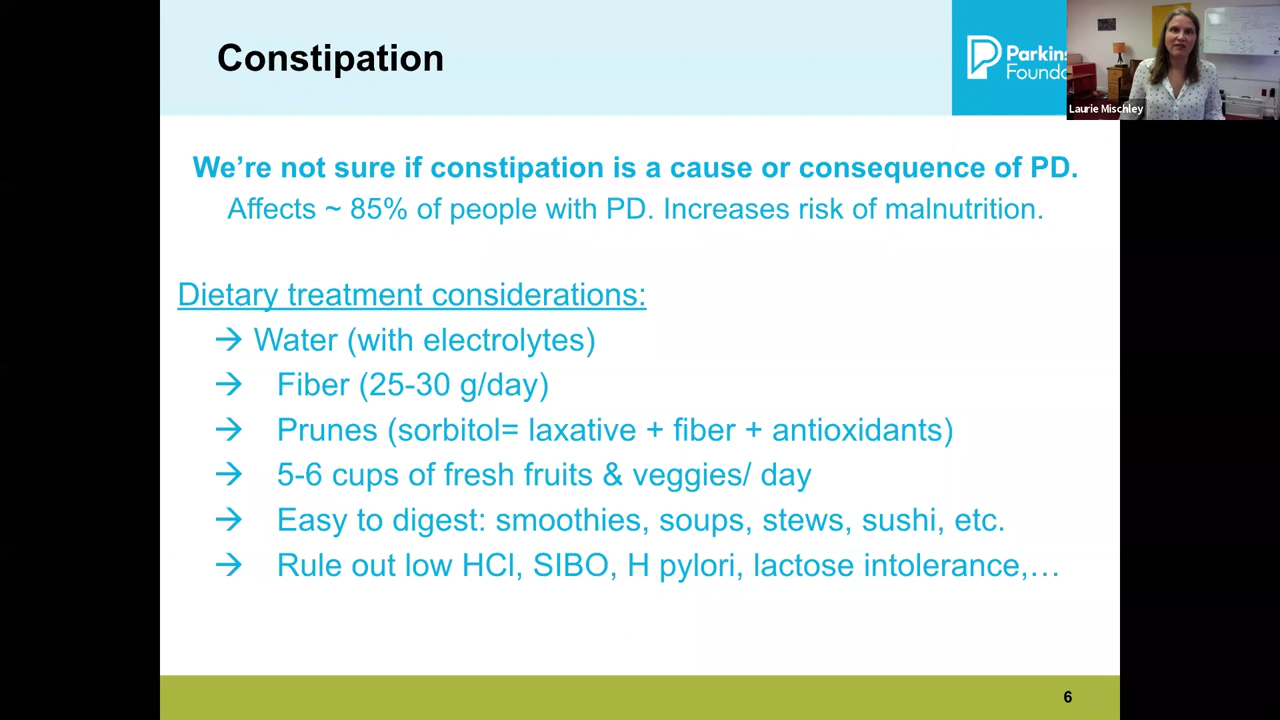 Constipation
Parkins
Founda
Laurie Mischley
We're not sure if constipation is a cause or consequence of PD.
Affects ~ 85% of people with PD. Increases risk of malnutrition.
Dietary treatment considerations:
→ Water (with electrolytes)
→ Fiber (25-30 g/day)
→ Prunes (sorbitol= laxative + fiber + antioxidants)
→ 5-6 cups of fresh fruits & veggies/ day
→ Easy to digest: smoothies, soups, stews, sushi, etc.
→ Rule out low HCl, SIBO, H pylori, lactose intolerance,…
6